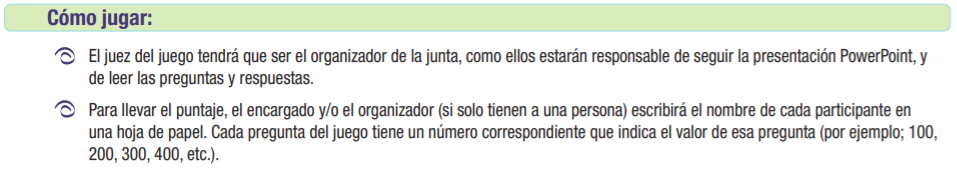 Cómo jugar:
El juez del juego tendrá que ser el organizador de la junta, como ellos estarán responsable de seguir la presentación PowerPoint, y
de leer las preguntas y respuestas.
Para llevar el puntaje, el encargado y/o el organizador (si solo tienen a una persona) escribirá el nombre de cada participante en
una hoja de papel. Cada pregunta del juego tiene un número correspondiente que indica el valor de esa pregunta (por ejemplo; 100,
200, 300, 400, etc.).